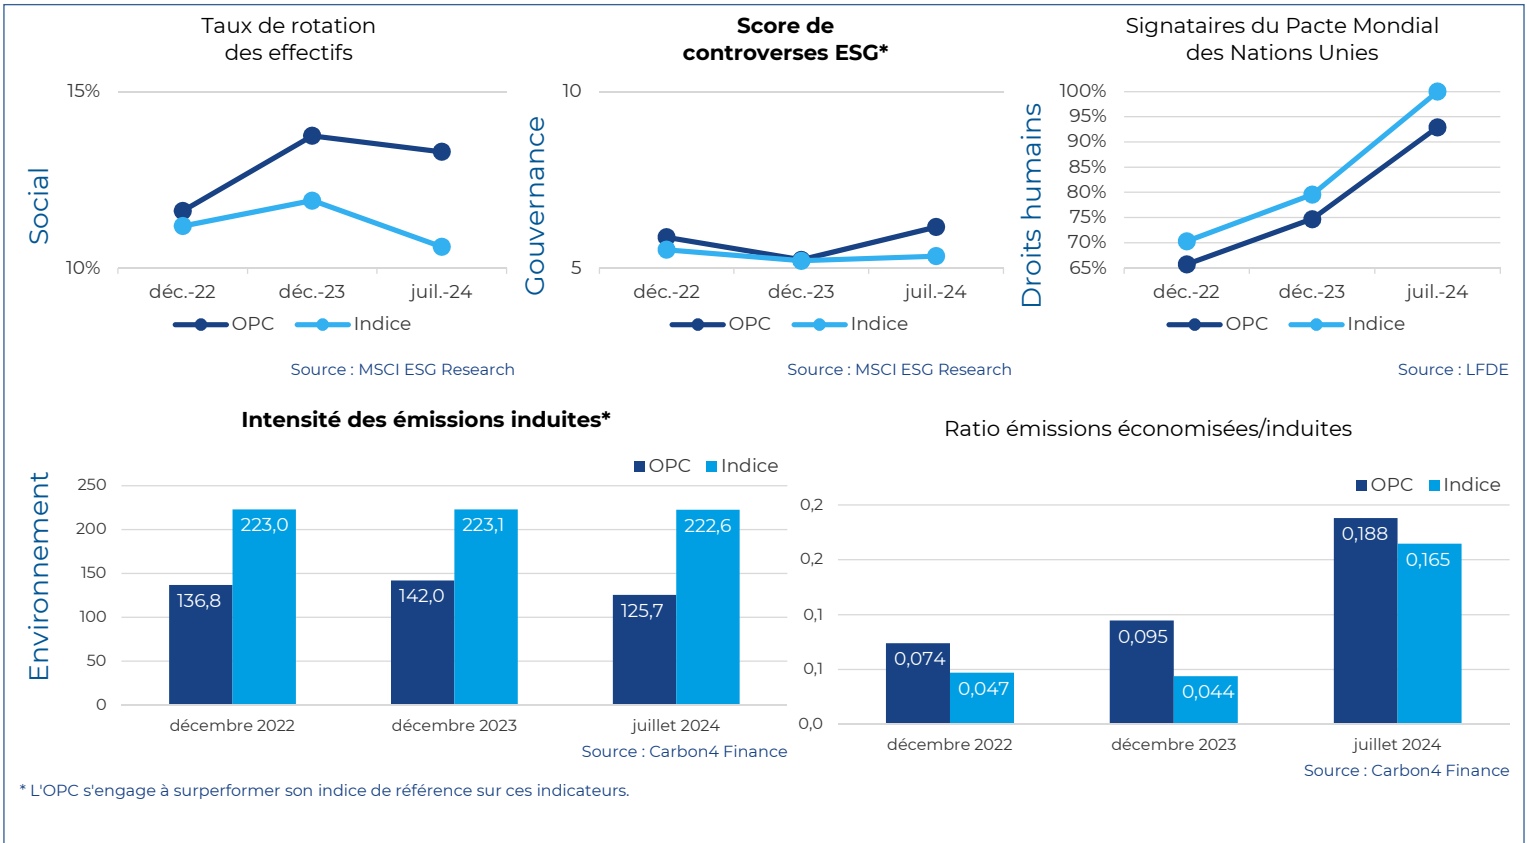 Taux de rotation
des effectifs
15%
10%
Social
déc.-22 déc.-23 juil.-24
OPC Indice
Source : MSCI ESG Research
Score de
controverses ESG*
10
5
Gouvernance
déc.-22 déc.-23 juil.-24
OPC Indice
Source : MSCI ESG Research
Signataires du Pacte Mondial
des Nations Unies
100%
95%
90%
85%
80%
75%
70%
65%
Droits humains
déc.-22 déc.-23 juil.-24
OPC Indice
Source : LFDE
Intensité des émissions induites*
OPC Indice
Environnement
250
200
150
100
50
0
136,8 223,0 142,0 223,1 125,7 222,6
décembre 2022 décembre 2023 juillet 2024
Source : Carbon4 Finance
Ratio émissions économisées/induites
OPC Indice
0,2
0,2
0,1
0,1
0,0
0,074 0,047 0,095 0,044 0,188 0,165
décembre 2022 décembre 2023 juillet 2024
Source : Carbon4 Finance
* L'OPC s'engage à surperformer son indice de référence sur ces indicateurs.